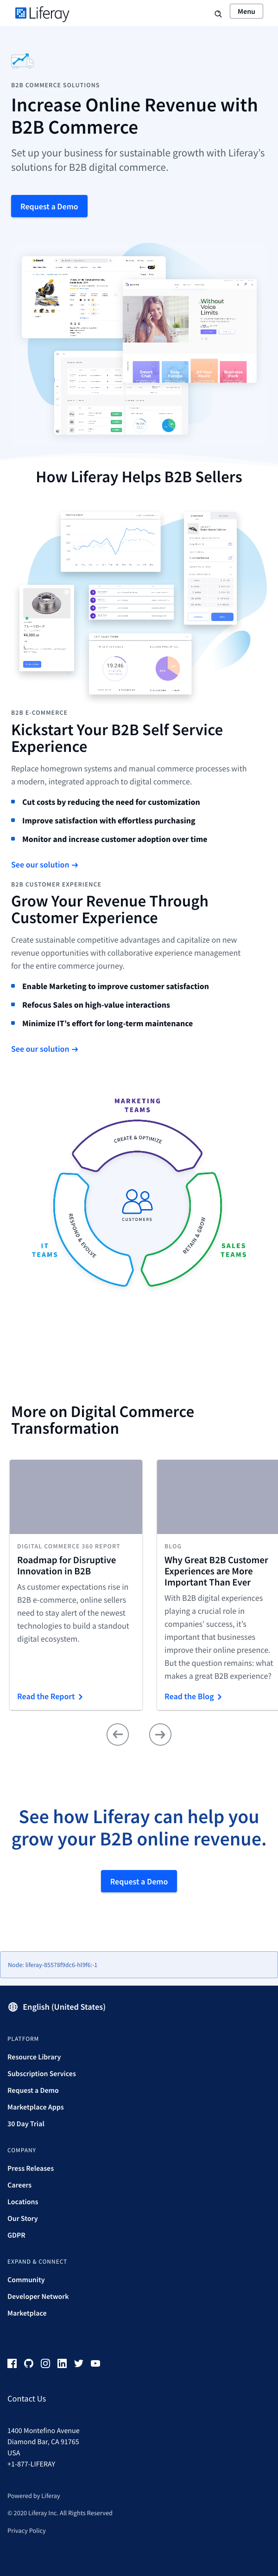 Liferay
Menu
B2B COMMERCE SOLUTIONS
Increase Online Revenue with
B2B Commerce
Set up your business for sustainable growth with Liferay's
solutions for B2B digital commerce.
Request a Demo
Without
Voice
Limits
How Liferay Helps B2B Sellers
19.246
B2B E-COMMERCE
Kickstart Your B2B Self Service
Experience
Replace homegrown systems and manual commerce processes with
a modern, integrated approach to digital commerce.
Cut costs by reducing the need for customization
Improve satisfaction with effortless purchasing
Monitor and increase customer adoption over time
See our solution →
B2B CUSTOMER EXPERIENCE
Grow Your Revenue Through
Customer Experience
Create sustainable competitive advantages and capitalize on new
revenue opportunities with collaborative experience management
for the entire commerce journey.
Enable Marketing to improve customer satisfaction
Refocus Sales on high-value interactions
Minimize IT's effort for long-term maintenance
See our solution →
MARKETING
TEAMS
CREATE & OPTIMIZE
CUSTOMERS
RESPOND & EVOLVE
RETAIN & GROW
IT
TEAMS
SALES
TEAMS
More on Digital Commerce
Transformation
DIGITAL COMMERCE 360 REPORT
Roadmap for Disruptive
Innovation in B2B
As customer expectations rise in
B2B e-commerce, online sellers
need to stay alert of the newest
technologies to build a standout
digital ecosystem.
Read the Report
BLOG
Why Great B2B Customer
Experiences are More
Important Than Ever
With B2B digital experiences
playing a crucial role in
companies' success, it's
important that businesses
improve their online presence.
But the question remains: what
makes a great B2B experience?
Read the Blog
See how Liferay can help you
grow your B2B online revenue.
Request a Demo
Node: liferay-85578f9dc6-hl9f6:-1
English (United States)
PLATFORM
Resource Library
Subscription Services
Request a Demo
Marketplace Apps
30 Day Trial
COMPANY
Press Releases
Careers
Locations
Our Story
GDPR
EXPAND & CONNECT
Community
Developer Network
Marketplace
Contact Us
1400 Montefino Avenue
Diamond Bar, CA 91765
USA
+1-877-LIFERAY
Powered by Liferay
© 2020 Liferay Inc. All Rights Reserved
Privacy Policy